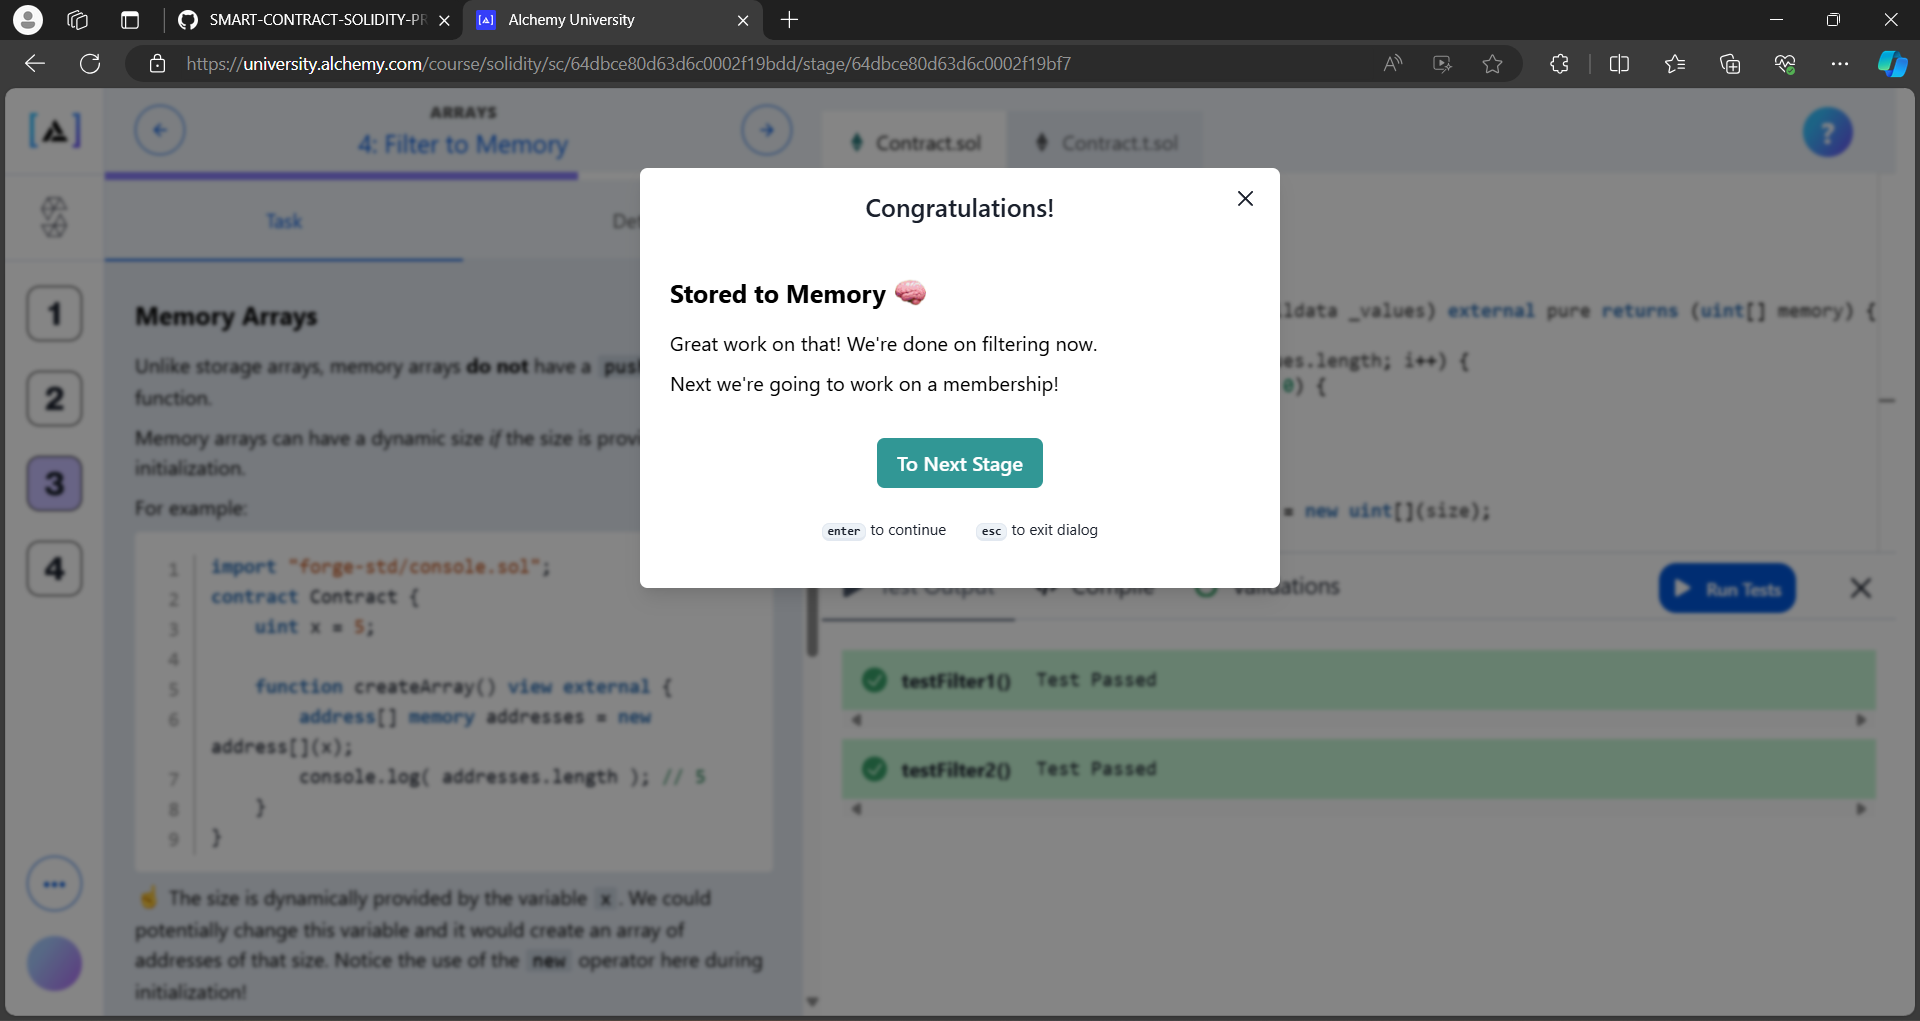 SMART-CONTRACT-SOLIDITY-PR
Alchemy University
https://university.alchemy.com/course/solidity/sc/64dbce80d63d6c0002f19bdd/stage/64dbce80d63d6c0002f19bf7
ARRAYS
4: Filter to Memory
Contract.sol
Contract.t.sol
?
Task
Det
1
2
3
4
Memory Arrays
Unlike storage arrays, memory arrays do not have a push
function.
Memory arrays can have a dynamic size if the size is provi
initialization.
For example:
1 import "forge-std/console.sol";
2 contract Contract {
3 uint x = 5;
4
5 function createArray() view external {
6 address[] memory addresses = new
address[](x);
7 console.log( addresses.length ); // 5
8 }
9 }
☝️ The size is dynamically provided by the variable x . We could
potentially change this variable and it would create an array of
addresses of that size. Notice the use of the new operator here during
initialization!
Congratulations!
Stored to Memory 🧠
Great work on that! We're done on filtering now.
Next we're going to work on a membership!
To Next Stage
enter to continue esc to exit dialog
ldata _values) external pure returns (uint[] memory) {
es.length; i++) {
0) {
= new uint[](size);
Test Output
Compile
Validations
Run Tests
testFilter1() Test Passed
testFilter2() Test Passed